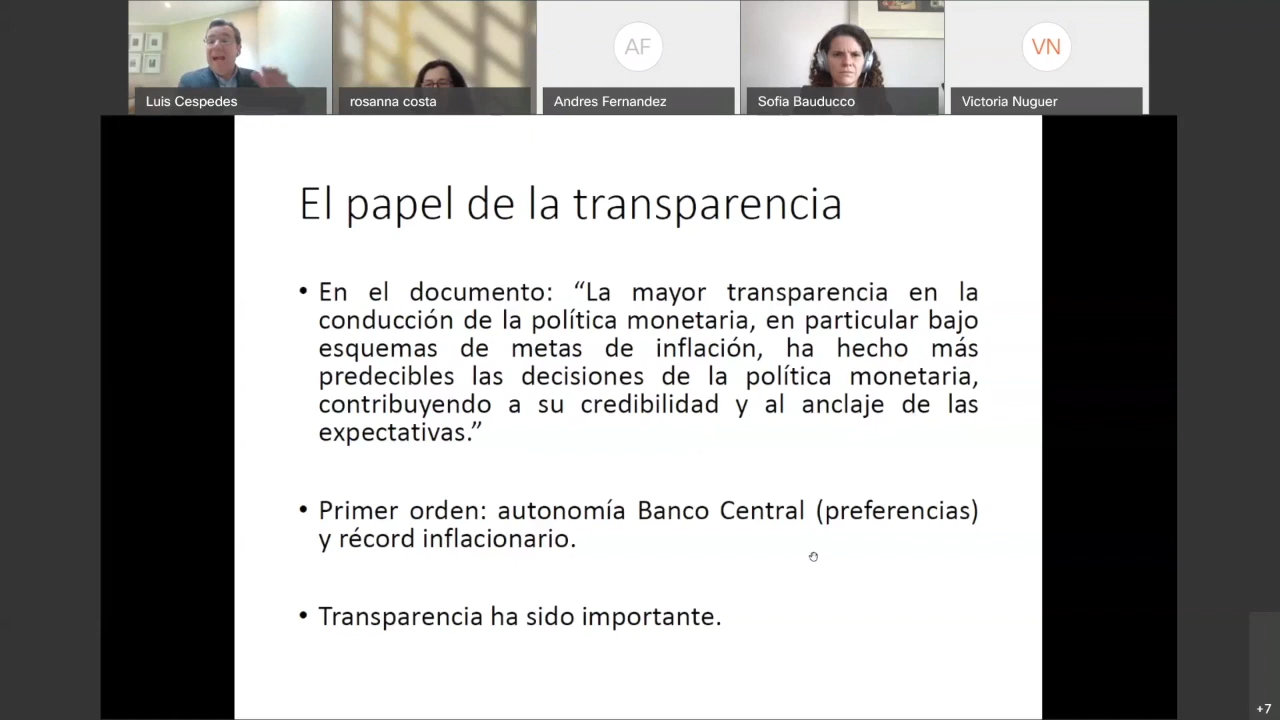 AF
VN
Luis Cespedes
rosanna costa
Andres Fernandez
Sofia Bauducco
Victoria Nuguer
El papel de la transparencia
• En el documento: “La mayor transparencia en la
conducción de la política monetaria, en particular bajo
esquemas de metas de inflación, ha hecho más
predecibles las decisiones de la política monetaria,
contribuyendo a su credibilidad y al anclaje de las
expectativas.”
• Primer orden: autonomía Banco Central (preferencias)
y récord inflacionario.
• Transparencia ha sido importante.
+7